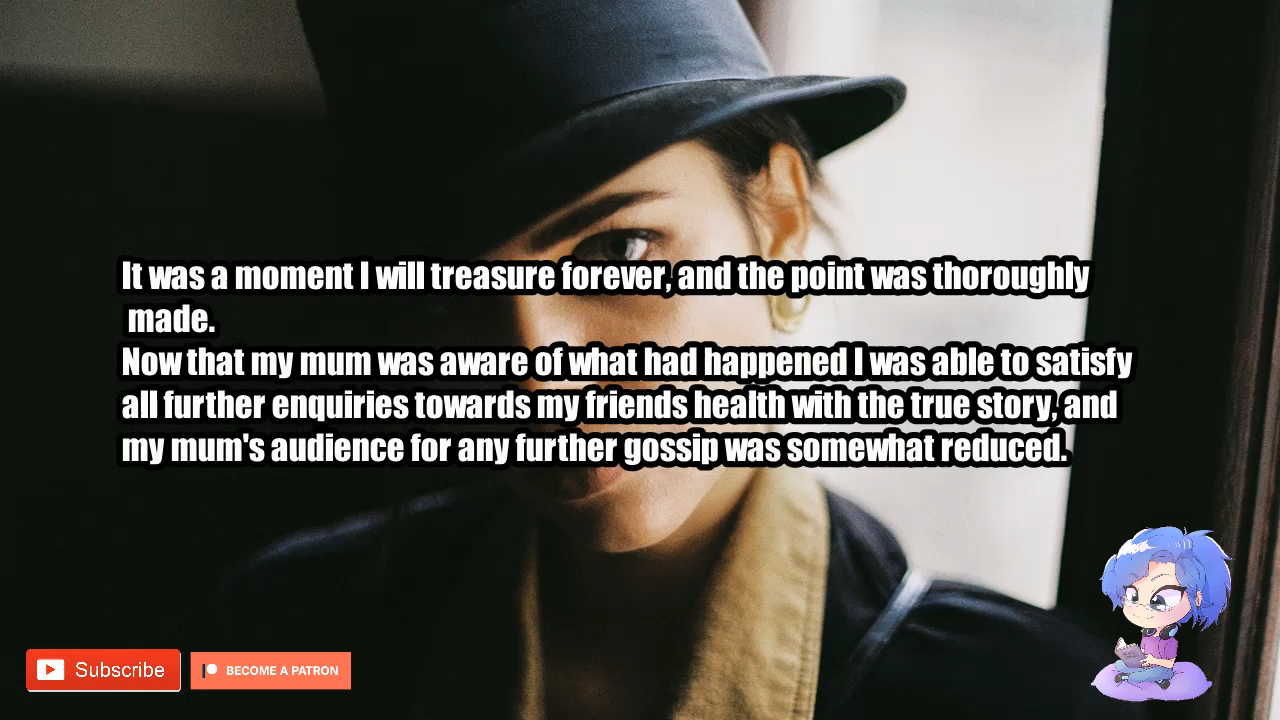 It was a moment I will treasure forever, and the point was thoroughly
made.
Now that my mum was aware of what had happened I was able to satisfy
all further enquiries towards my friends health with the true story, and
my mum's audience for any further gossip was somewhat reduced.
Subscribe
BECOME A PATRON